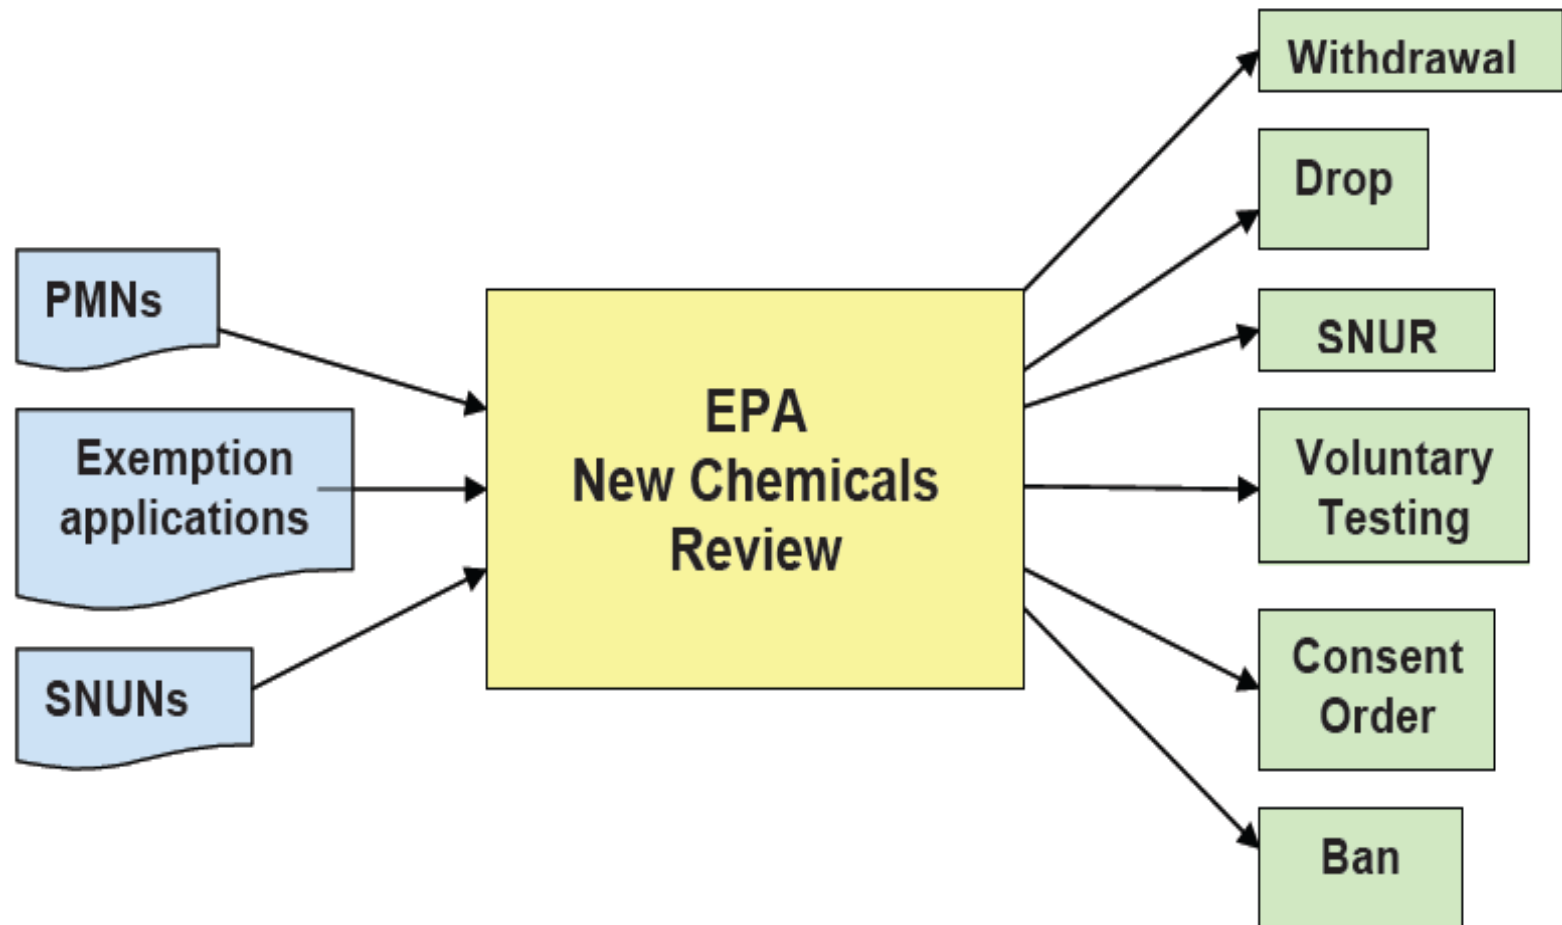 PMNs
Exemption
applications
SNUNs
EPA
New Chemicals
Review
Withdrawal
Drop
SNUR
Voluntary
Testing
Consent
Order
Ban